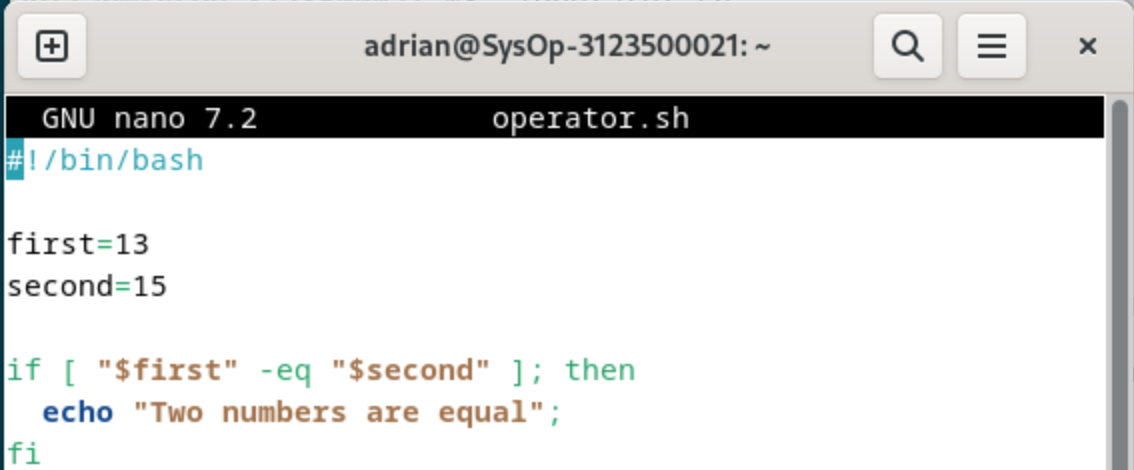 adrian@SysOp-3123500021: ~
GNU nano 7.2 operator.sh
#!/bin/bash
first=13
second=15
if [ "$first" -eq "$second" ]; then
echo "Two numbers are equal";
fi